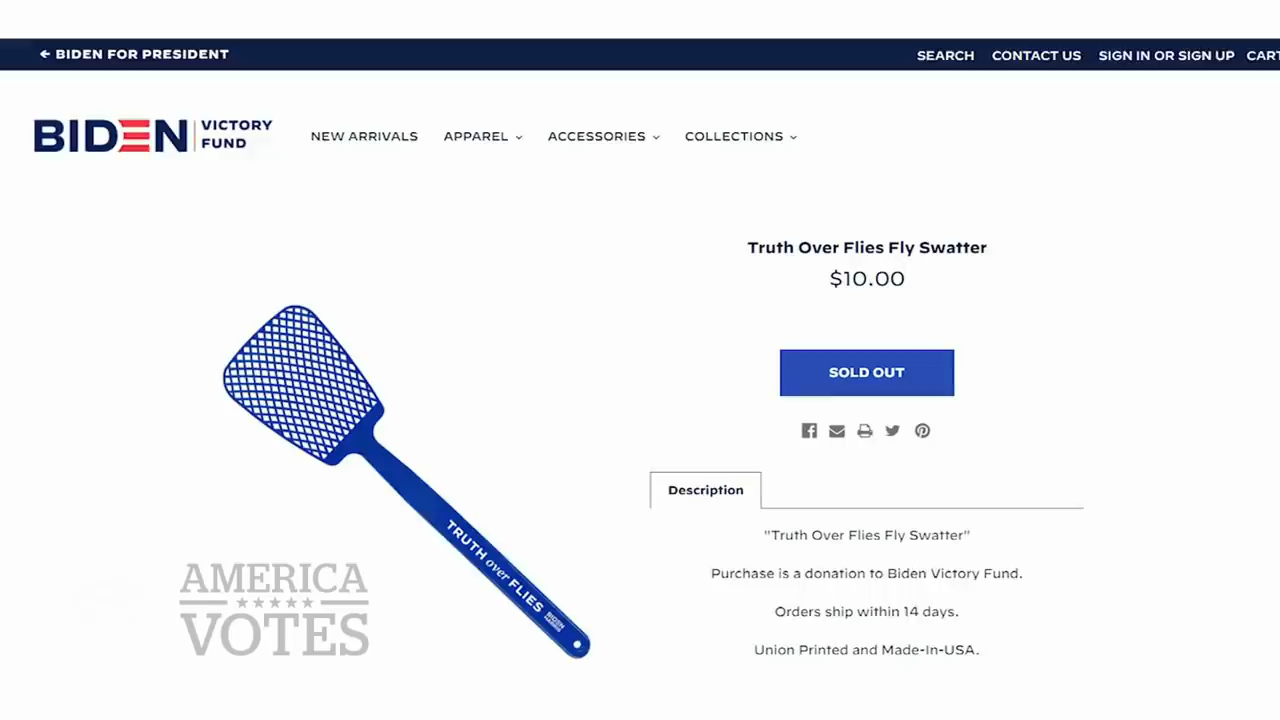 ← BIDEN FOR PRESIDENT
SEARCH CONTACT US SIGN IN OR SIGN UP CART
BIDEN VICTORY FUND
NEW ARRIVALS APPAREL ACCESSORIES COLLECTIONS
Truth Over Flies Fly Swatter
$10.00
SOLD OUT
Description
"Truth Over Flies Fly Swatter"
Purchase is a donation to Biden Victory Fund.
Orders ship within 14 days.
Union Printed and Made-In-USA.
TRUTH over FLIES
BIDEN
AMERICA
VOTES